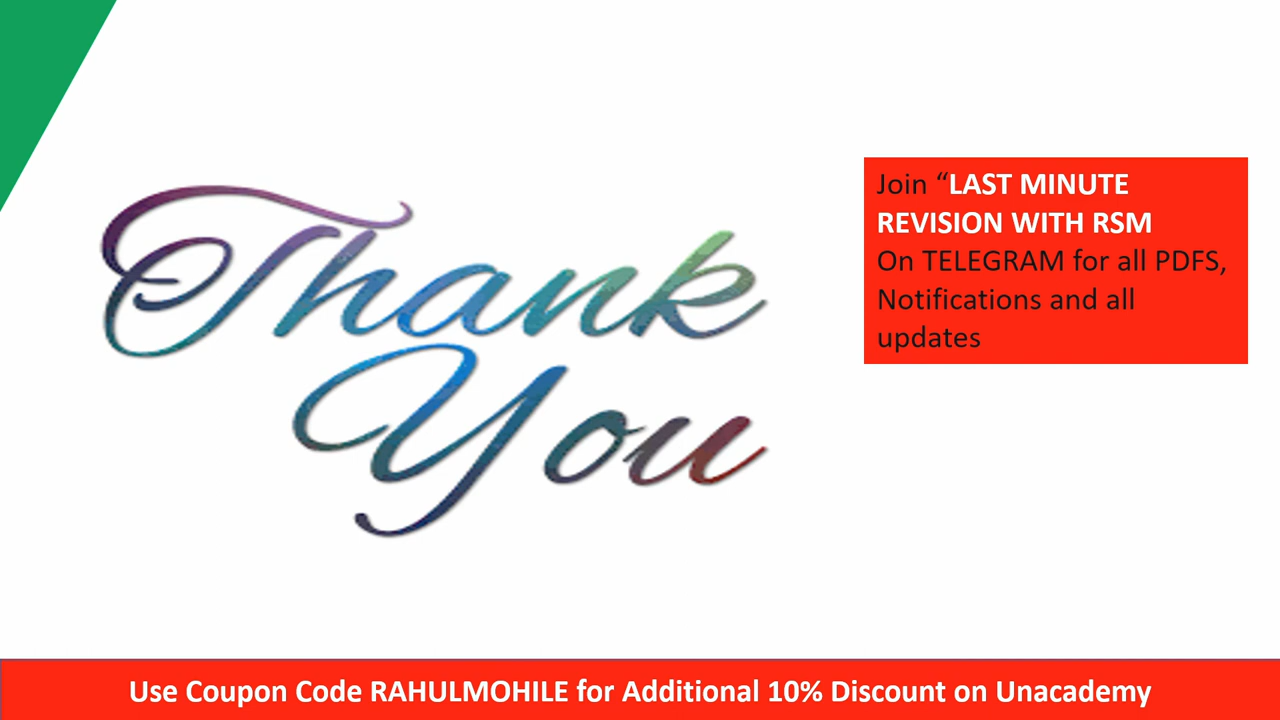 Thank
You
Join “LAST MINUTE
REVISION WITH RSM
On TELEGRAM for all PDFS,
Notifications and all
updates
Use Coupon Code RAHULMOHILE for Additional 10% Discount on Unacademy